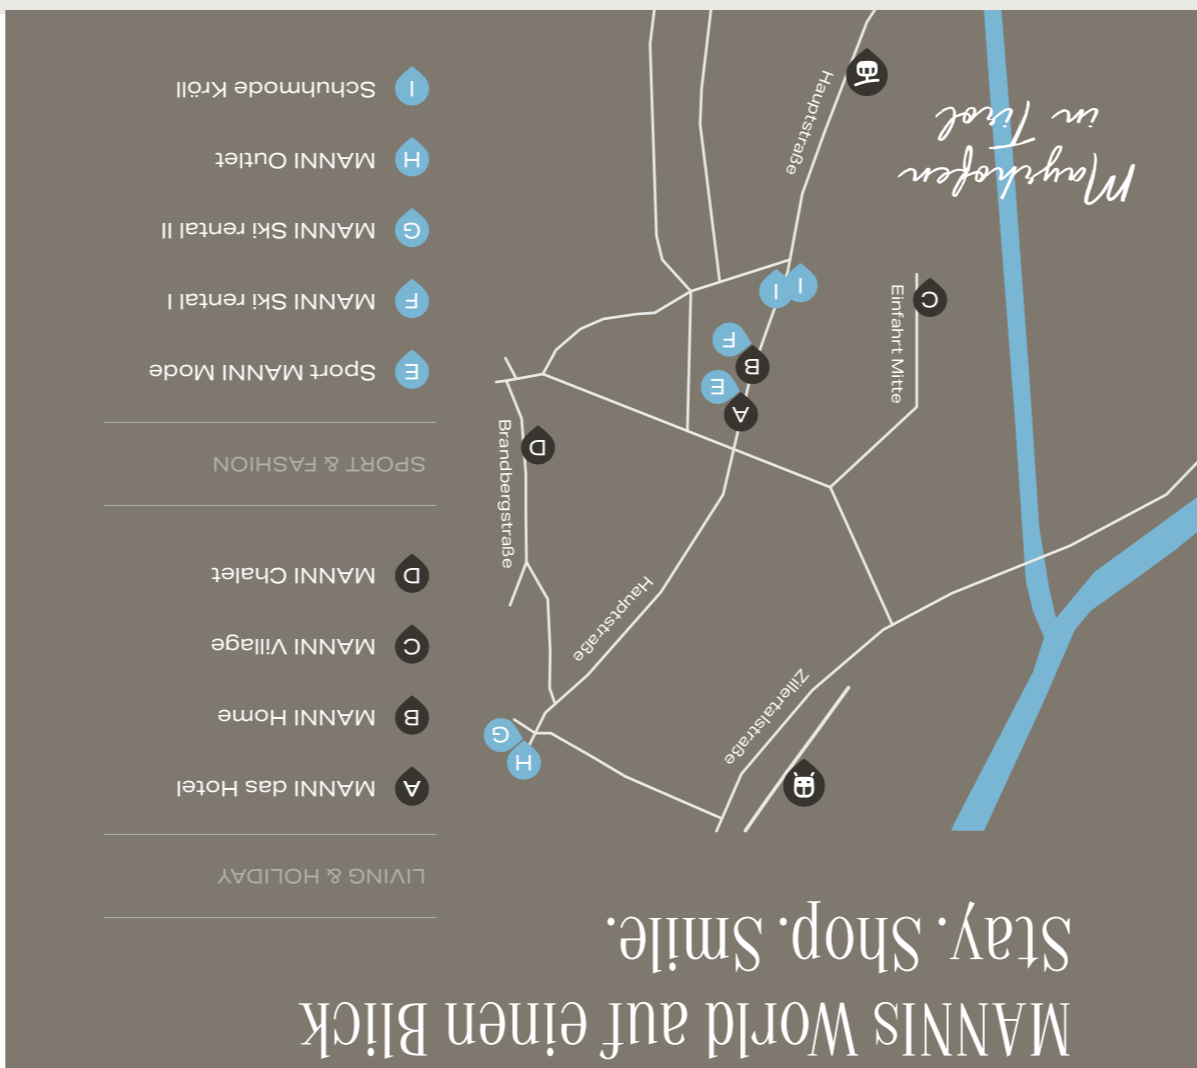 MANNIs World auf einen Blick
Stay. Shop. Smile.
LIVING & HOLIDAY
A MANNI das Hotel
B MANNI Home
C MANNI Village
D MANNI Chalet
SPORT & FASHION
E Sport MANNI Mode
F MANNI Ski rental I
G MANNI Ski rental II
H MANNI Outlet
I Schuhmode Kröll
H
G
Zillertalstraße
Hauptstraße
Brandbergstraße
D
A
E
B
F
Einfahrt Mitte
C
I
I
Hauptstraße
Mayrhofen
in Tirol